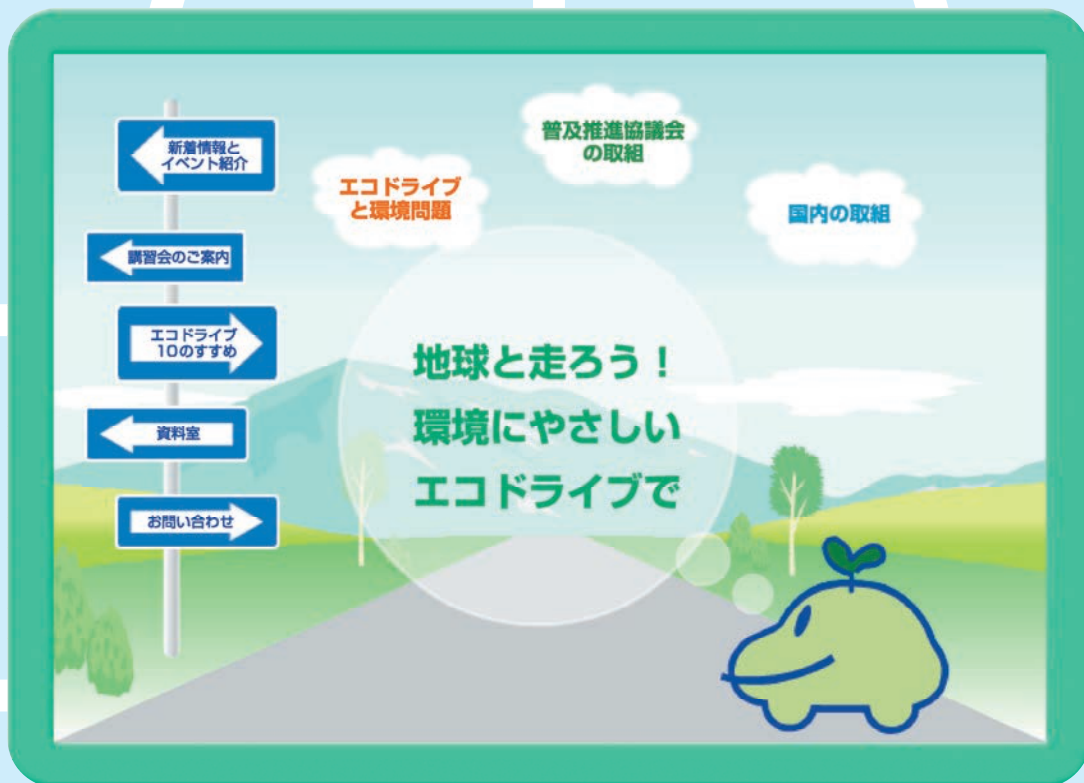 新着情報と
イベント紹介
講習会のご案内
エコドライブ
10のすすめ
資料室
お問い合わせ
エコドライブ
と環境問題
普及推進協議会
の取組
国内の取組
地球と走ろう!
環境にやさしい
エコドライブで